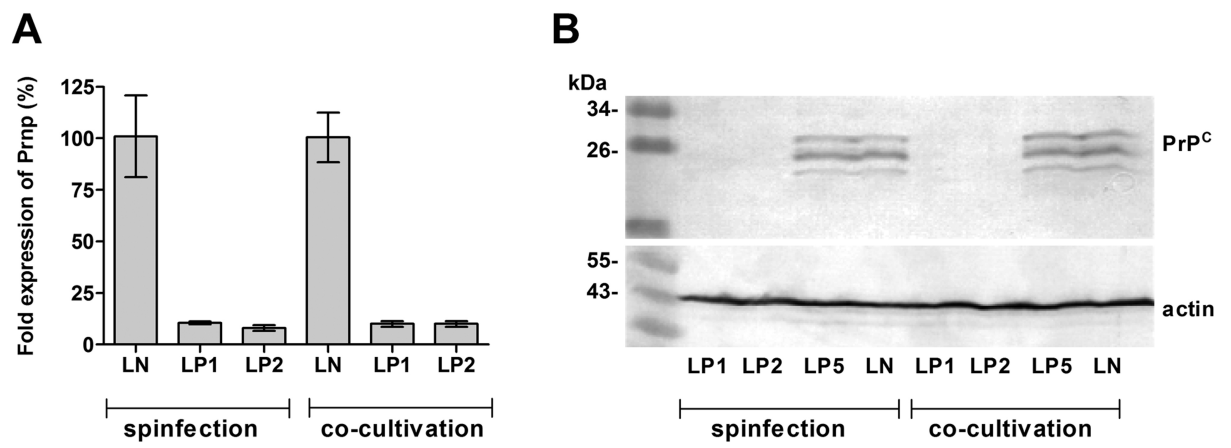 A
Fold expression of Prnp (%)
125
100
75
50
25
0
LN LP1 LP2 LN LP1 LP2
spinfection co-cultivation
B
kDa
34-
26-
PrPᶜ
55-
43-
actin
LP1 LP2 LP5 LN LP1 LP2 LP5 LN
spinfection co-cultivation